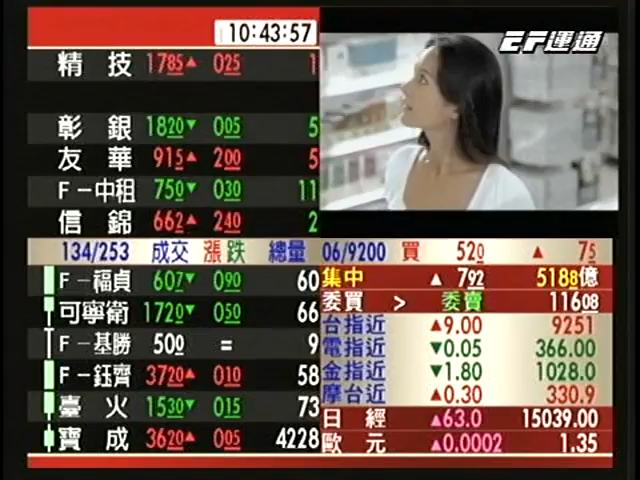 10:43:57
EF運通
精技 1785▲ 025 1
彰銀 1820▼ 005 5
友華 915▲ 200 5
F－中租 750▼ 030 11
信錦 662▲ 240 2
134/253 成交 漲跌 總量
F－福貞 607▼ 090 60
可寧衛 1720▼ 050 66
F－基勝 500 = 9
F－鈺齊 3720▲ 010 58
臺火 1530▼ 015 73
寶成 3620▲ 005 4228
06/9200 買 520 ▲ 75
集中 ▲ 792 5188億
委買 > 委賣 11608
台指近 ▲9.00 9251
電指近 ▼0.05 366.00
金指近 ▼1.80 1028.0
摩台近 ▲0.30 330.9
日經 ▲63.0 15039.00
歐元 ▲0.0002 1.35